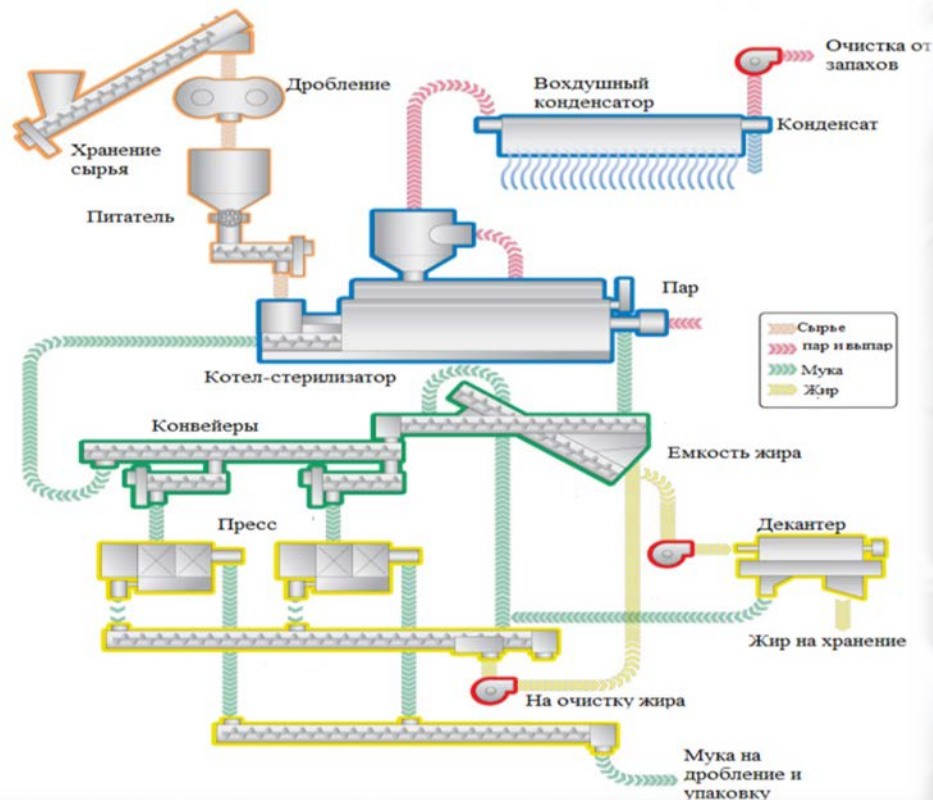 Очистка от
запахов
Дробление
Вохдушный
конденсатор
Конденсат
Хранение
сырья
Питатель
Пар
Сырье
пар и выпар
Мука
Жир
Котел-стерилизатор
Конвейеры
Емкость жира
Пресс
Декантер
Жир на хранение
На очистку жира
Мука на
дробление и
упаковку